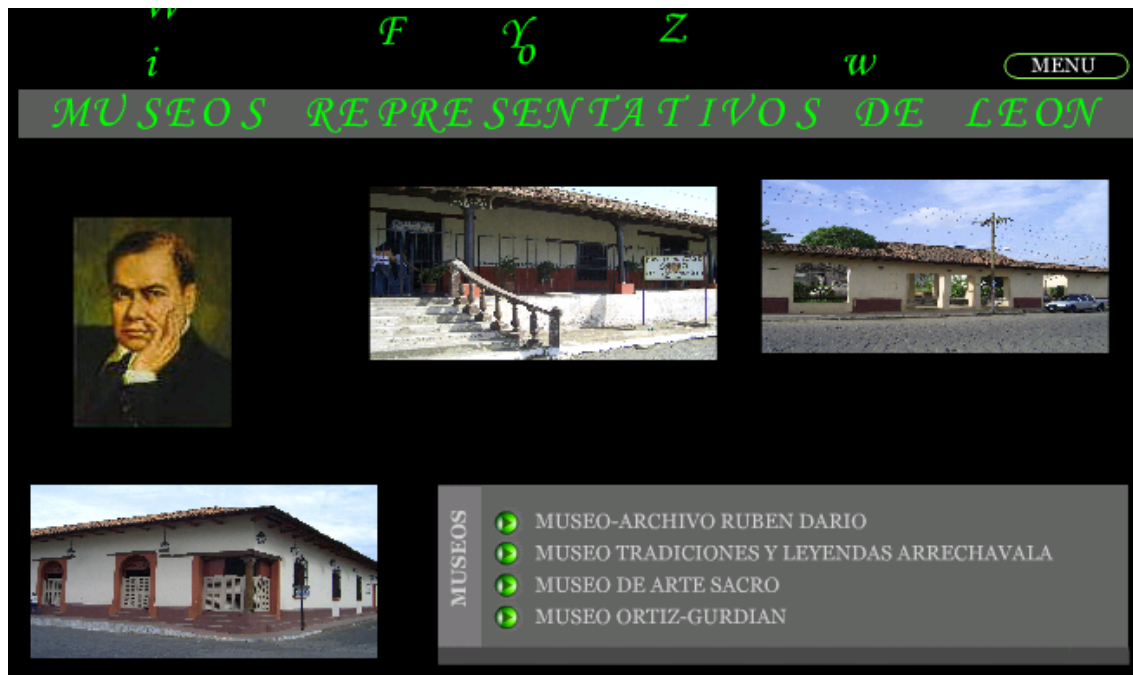 W F Y Z
i o w
MENU
MUSEOS REPRESENTATIVOS DE LEON
MUSEOS
MUSEO-ARCHIVO RUBEN DARIO
MUSEO TRADICIONES Y LEYENDAS ARRECHAVALA
MUSEO DE ARTE SACRO
MUSEO ORTIZ-GURDIAN